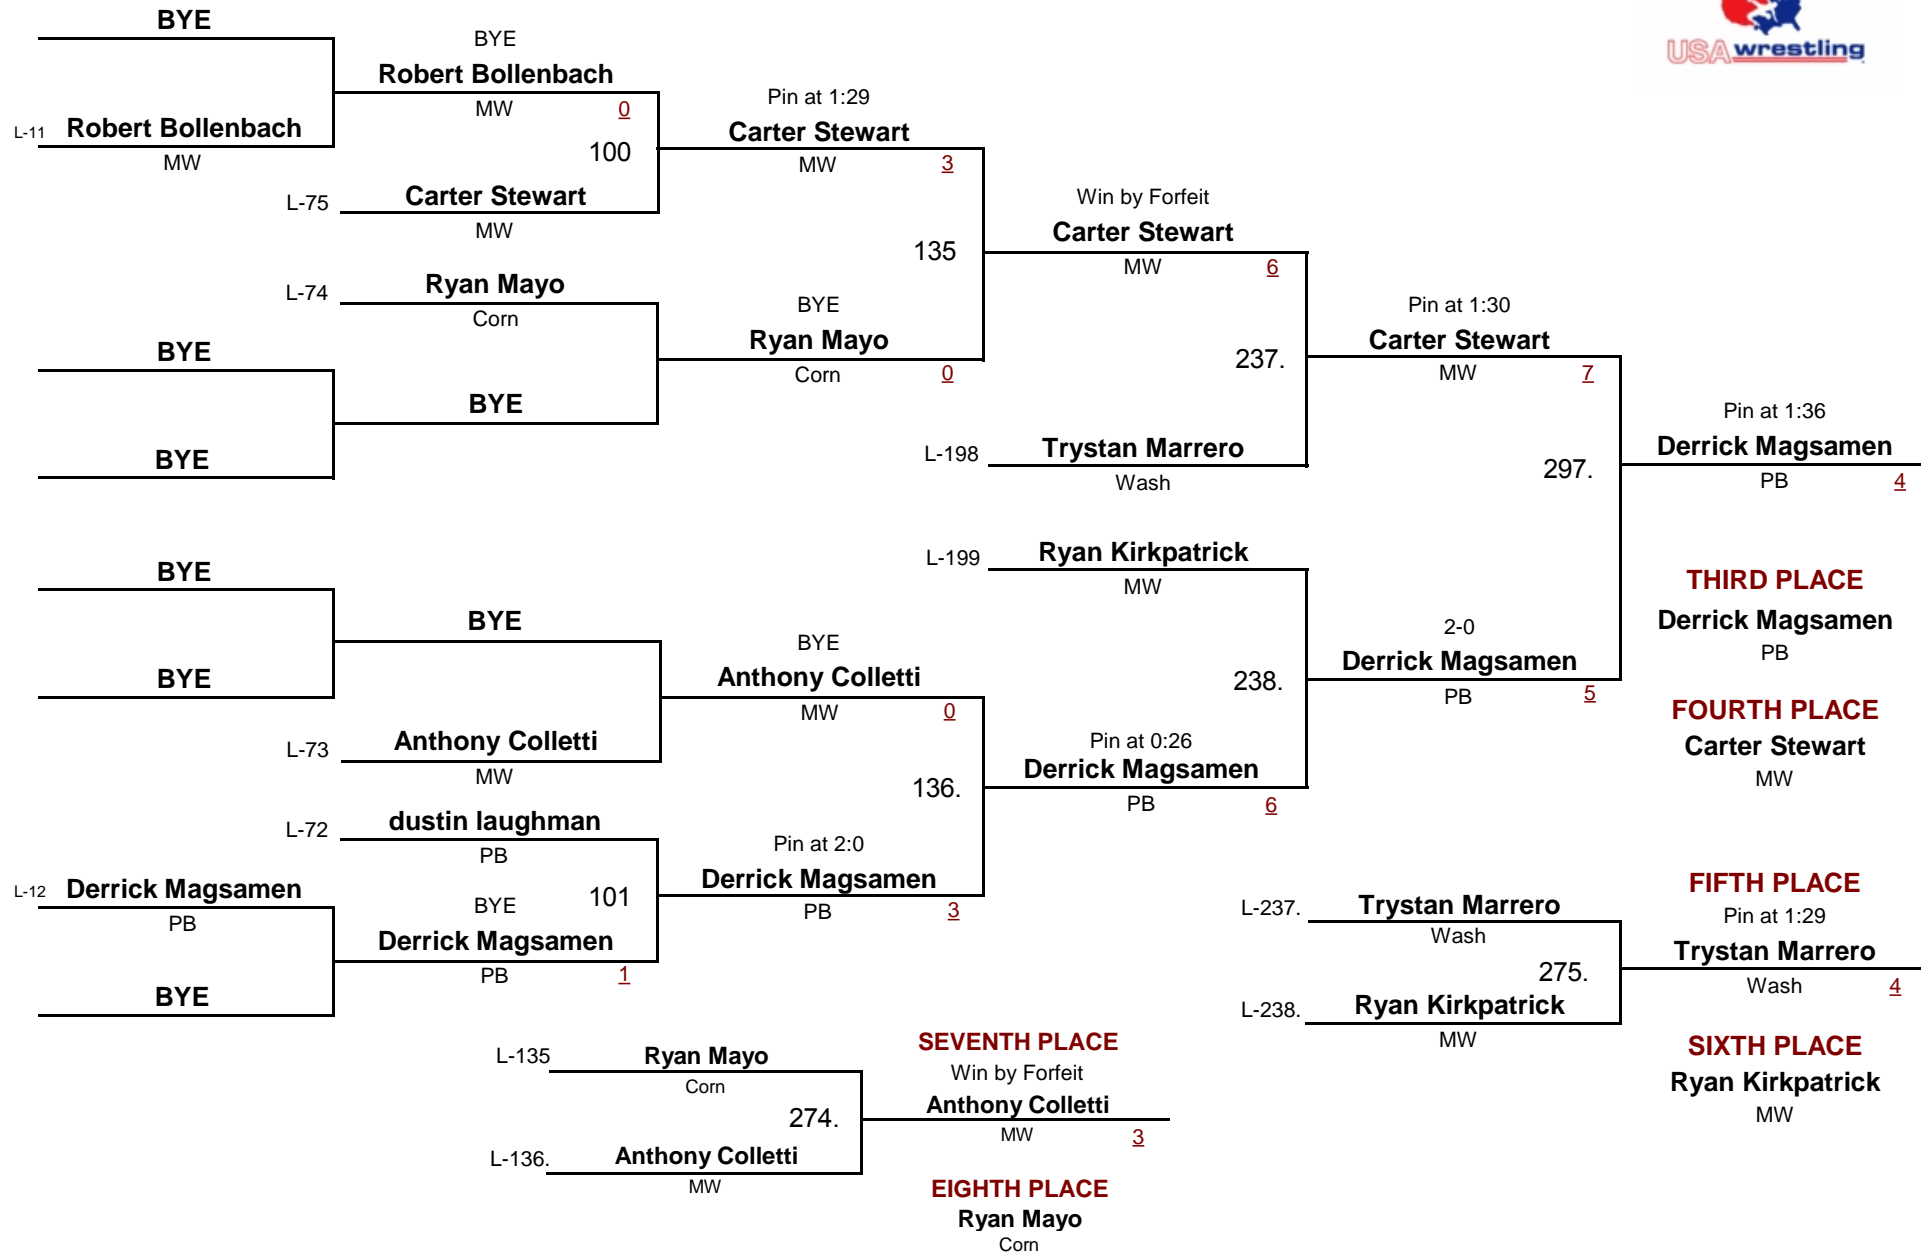 BYE
USA wrestling
BYE
Robert Bollenbach
MW 0
Pin at 1:29
L-11 Robert Bollenbach
MW
Carter Stewart
MW 3
100
L-75 Carter Stewart
MW
Win by Forfeit
Carter Stewart
MW 6
135
L-74 Ryan Mayo
Corn
BYE
Ryan Mayo
Corn 0
Pin at 1:30
Carter Stewart
MW 7
BYE
237.
BYE
BYE
L-198 Trystan Marrero
Wash
297.
Pin at 1:36
Derrick Magsamen
PB 4
L-199 Ryan Kirkpatrick
MW
BYE
THIRD PLACE
Derrick Magsamen
PB
BYE
BYE
BYE
Anthony Colletti
MW 0
2-0
Derrick Magsamen
PB 5
238.
FOURTH PLACE
Carter Stewart
MW
L-73 Anthony Colletti
MW
Pin at 0:26
Derrick Magsamen
PB 6
136.
L-72 dustin laughman
PB
Pin at 2:0
Derrick Magsamen
PB 3
L-12 Derrick Magsamen
PB
101
BYE
Derrick Magsamen
PB 1
BYE
L-237. Trystan Marrero
Wash
FIFTH PLACE
Pin at 1:29
Trystan Marrero
Wash 4
275.
L-238. Ryan Kirkpatrick
MW
SIXTH PLACE
Ryan Kirkpatrick
MW
L-135 Ryan Mayo
Corn
SEVENTH PLACE
Win by Forfeit
Anthony Colletti
MW 3
274.
L-136. Anthony Colletti
MW
EIGHTH PLACE
Ryan Mayo
Corn